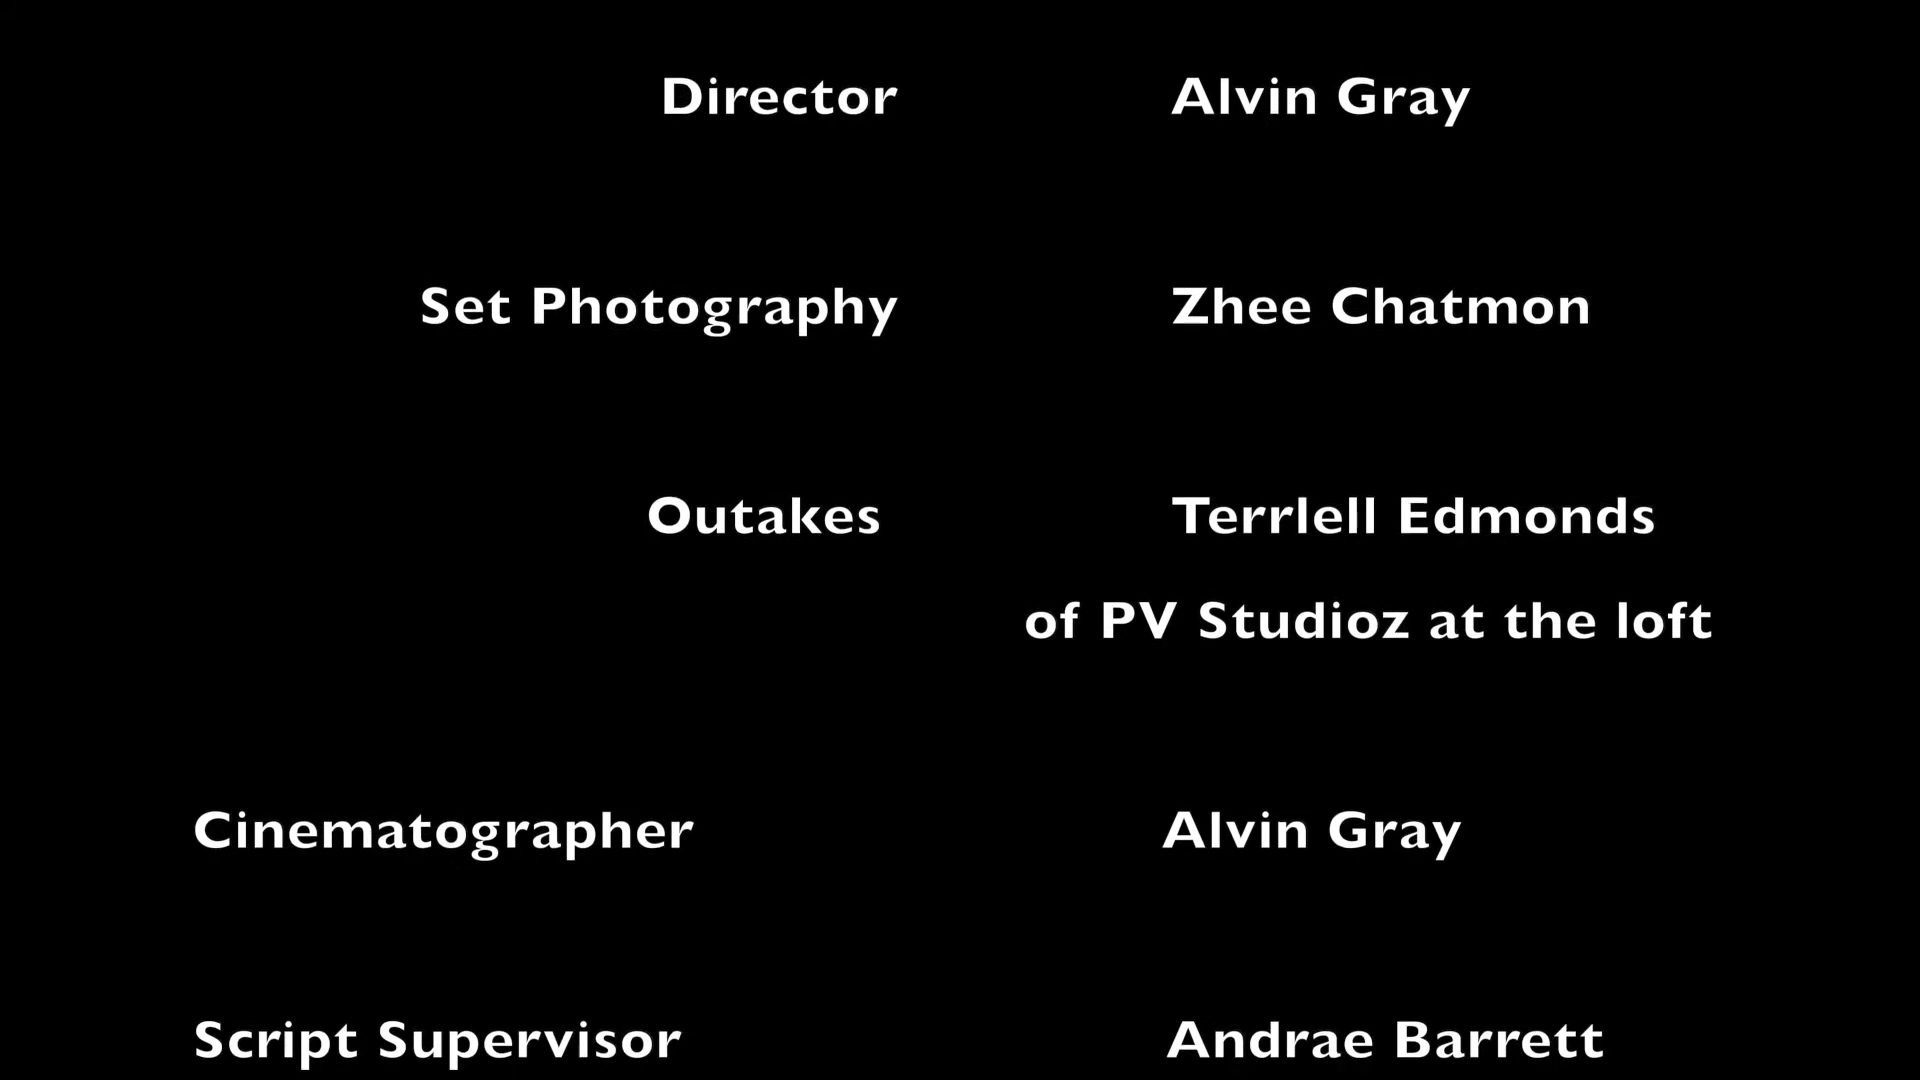 Director Alvin Gray
Set Photography Zhee Chatmon
Outakes Terrlell Edmonds
of PV Studioz at the loft
Cinematographer Alvin Gray
Script Supervisor Andrae Barrett